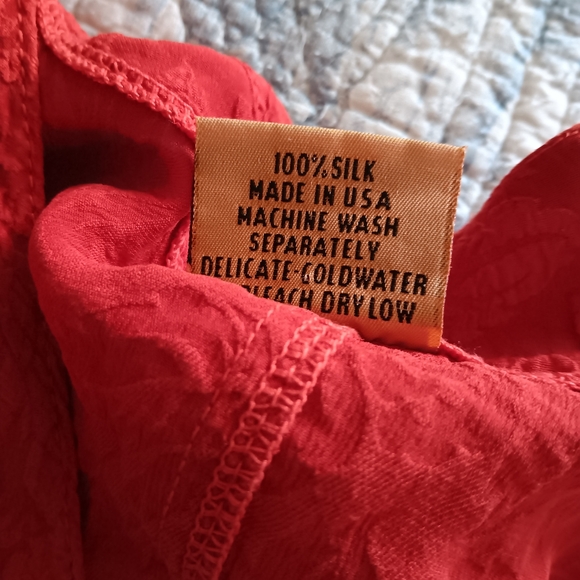 100% SILK
MADE IN USA
MACHINE WASH
SEPARATELY
DELICATE-COLDWATER
BLEACH DRY LOW